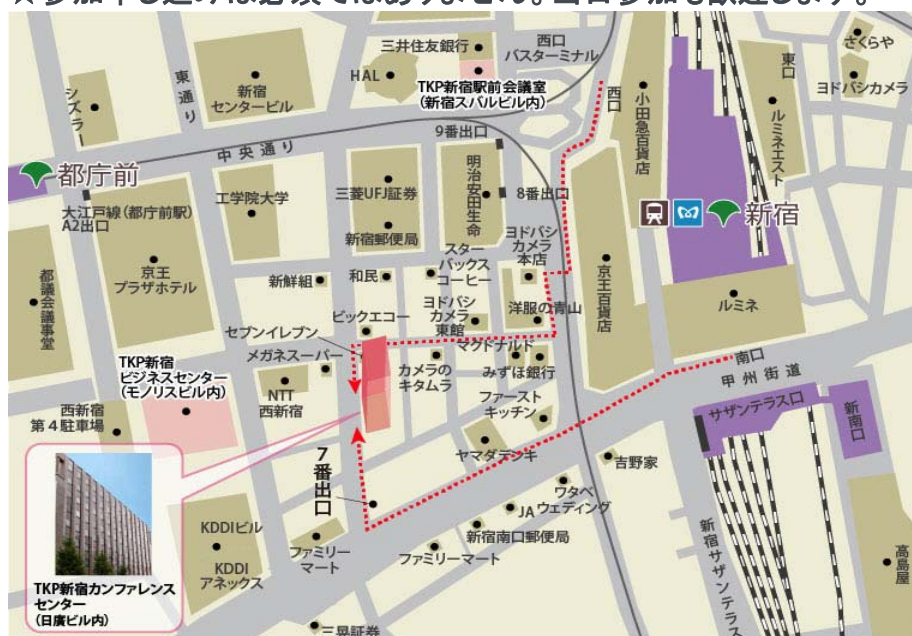 ☆参加申し込みは必須ではありません。当日参加も歓迎します。
三井住友銀行
西口
バスターミナル
さくらや
東通り
HAL
TKP新宿駅前会議室
(新宿スバルビル内)
西口
東口
ヨドバシカメラ
シズラー
新宿
センタービル
小田急百貨店
ルミネエスト
9番出口
中央通り
都庁前
工学院大学
三菱UFJ証券
明治安田生命
8番出口
新宿
大江戸線(都庁前駅)
A2出口
新宿郵便局
ヨドバシ
カメラ
本店
スター
バックス
コーヒー
都議会議事堂
京王
プラザホテル
新鮮組
和民
京王百貨店
ルミネ
ビックエコー
ヨドバシ
カメラ
東館
洋服の青山
セブンイレブン
メガネスーパー
マクドナルド
南口
TKP新宿
ビジネスセンター
(モノリスビル内)
カメラの
キタムラ
みずほ銀行
甲州街道
NTT
西新宿
ファースト
キッチン
サザンテラス口
新南口
西新宿
第4駐車場
7番出口
ヤマダデンキ
吉野家
ワタベ
ウェディング
JA
KDDIビル
新宿南口郵便局
ファミリー
マート
ファミリーマート
KDDI
アネックス
新宿サザンテラス
高島屋
TKP新宿カンファレンス
センター
(日廣ビル内)
三晃証券